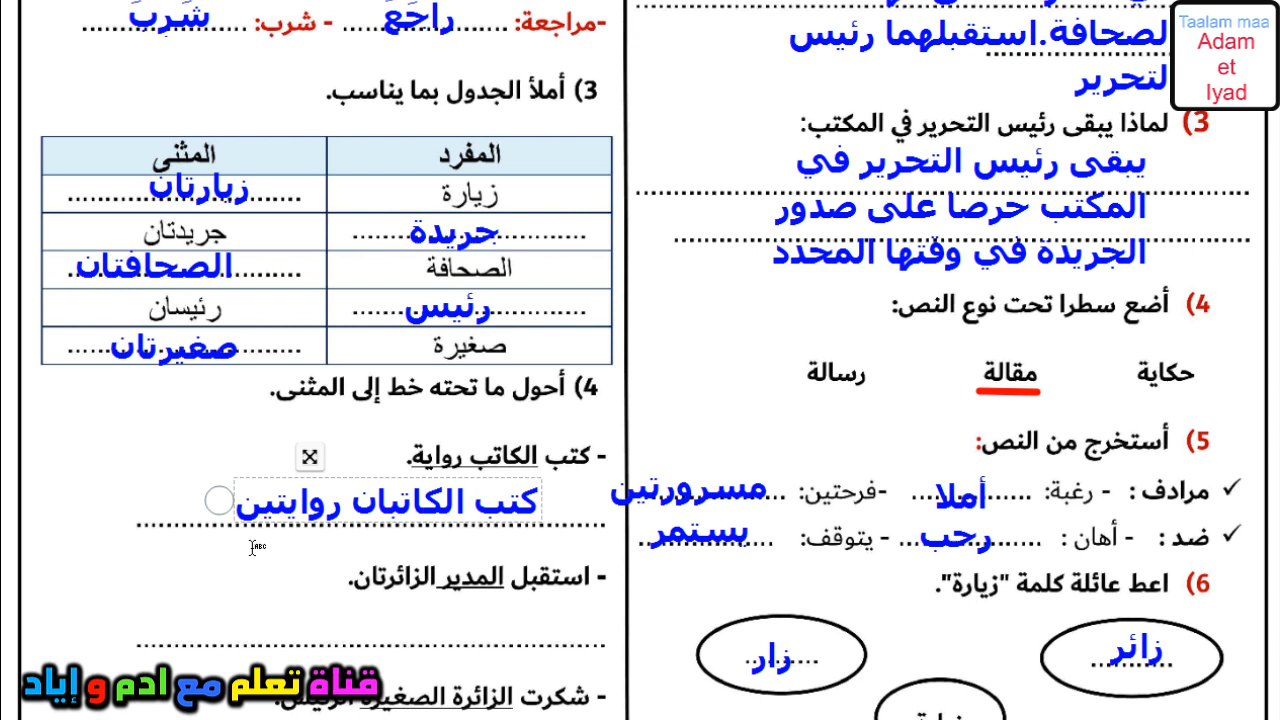 لصحافة.استقبلهما رئيس
لتحرير
3) لماذا يبقى رئيس التحرير في المكتب:
يبقى رئيس التحرير في
المكتب حرصا على صدور
الجريدة في وقتها المحدد
4) أضع سطرا تحت نوع النص:
حكاية مقالة رسالة
5) أستخرج من النص:
✓ مرادف : - رغبة: أملا -فرحتين: مسرورتين
✓ ضد : - أهان : رحب - يتوقف: يستمر
6) اعط عائلة كلمة "زيارة".
زائر زار
-مراجعة: راجَعَ - شرب: شَرِبَ
3) أملأ الجدول بما يناسب.
المفرد المثنى
زيارة زيارتان
جريدة جريدتان
الصحافة الصحافتان
رئيس رئيسان
صغيرة صغيرتان
4) أحول ما تحته خط إلى المثنى.
- كتب الكاتب رواية.
كتب الكاتبان روايتين
- استقبل المدير الزائرتان.
- شكرت الزائرة الصغيرة الرئيس.
Taalam maa
Adam
et
Iyad
ABC
قناة تعلم مع ادم و إياد